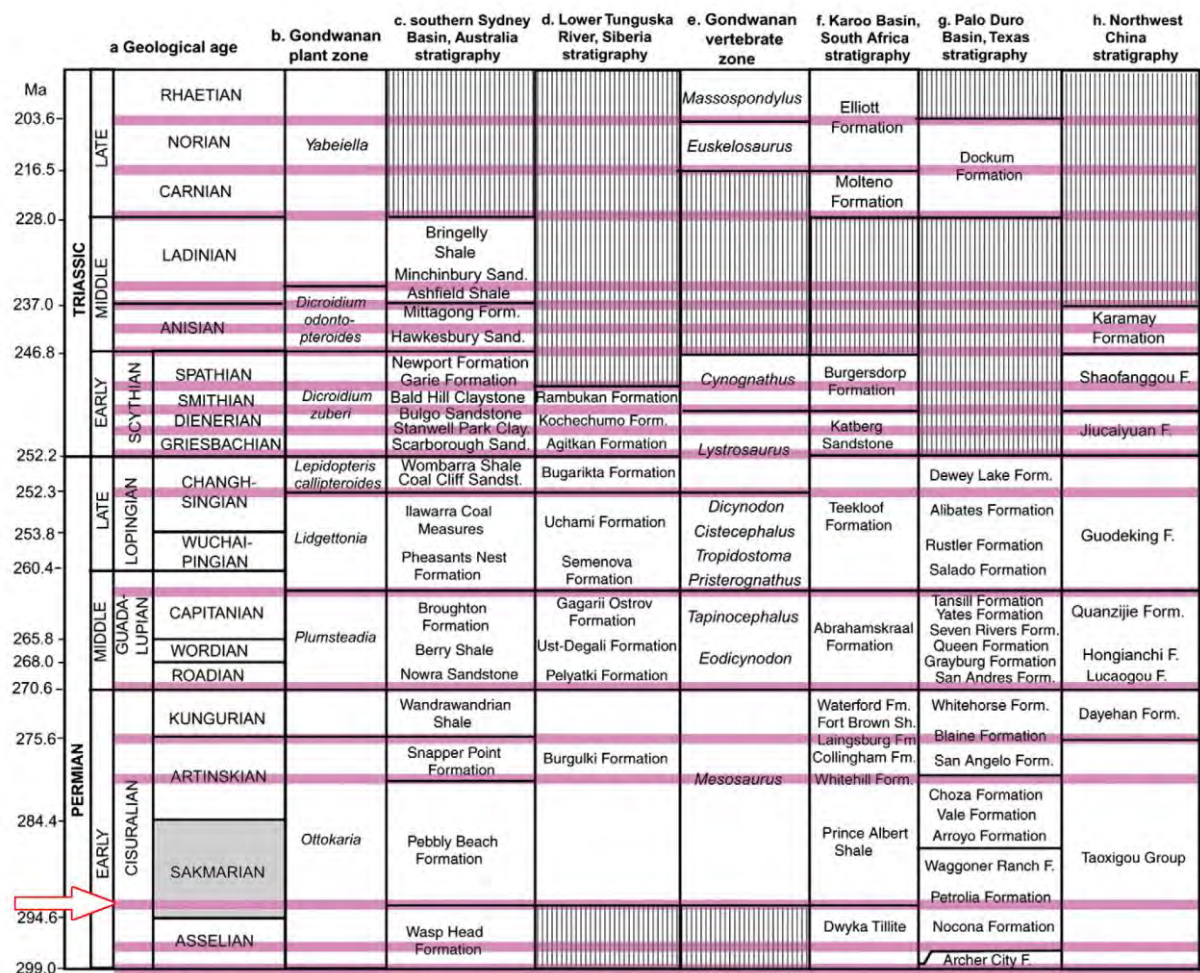 a Geological age
b. Gondwanan
plant zone
c. southern Sydney
Basin, Australia
stratigraphy
d. Lower Tunguska
River, Siberia
stratigraphy
e. Gondwanan
vertebrate
zone
f. Karoo Basin,
South Africa
stratigraphy
g. Palo Duro
Basin, Texas
stratigraphy
h. Northwest
China
stratigraphy
Ma
203.6
216.5
228.0
237.0
246.8
252.2
252.3
253.8
260.4
265.8
268.0
270.6
275.6
284.4
294.6
299.0
TRIASSIC
PERMIAN
LATE
MIDDLE
EARLY
LATE
MIDDLE
EARLY
SCYTHIAN
LOPINGIAN
GUADA-
LUPIAN
CISURALIAN
RHAETIAN
NORIAN
CARNIAN
LADINIAN
ANISIAN
SPATHIAN
SMITHIAN
DIENERIAN
GRIESBACHIAN
CHANGH-
SINGIAN
WUCHAI-
PINGIAN
CAPITANIAN
WORDIAN
ROADIAN
KUNGURIAN
ARTINSKIAN
SAKMARIAN
ASSELIAN
Yabeiella
Dicroidium
odonto-
pteroides
Dicroidium
zuberi
Lepidopteris
callipteroides
Lidgettonia
Plumsteadia
Ottokaria
Bringelly
Shale
Minchinbury Sand.
Ashfield Shale
Mittagong Form.
Hawkesbury Sand.
Newport Formation
Garie Formation
Bald Hill Claystone
Bulgo Sandstone
Stanwell Park Clay.
Scarborough Sand.
Wombarra Shale
Coal Cliff Sandst.
Ilawarra Coal
Measures
Pheasants Nest
Formation
Broughton
Formation
Berry Shale
Nowra Sandstone
Wandrawandrian
Shale
Snapper Point
Formation
Pebbly Beach
Formation
Wasp Head
Formation
Rambukan Formation
Kochechumo Form.
Agitkan Formation
Bugarikta Formation
Uchami Formation
Semenova
Formation
Gagarii Ostrov
Formation
Ust-Degali Formation
Pelyatki Formation
Burgulki Formation
Massospondylus
Euskelosaurus
Cynognathus
Lystrosaurus
Dicynodon
Cistecephalus
Tropidostoma
Pristerognathus
Tapinocephalus
Eodicynodon
Mesosaurus
Elliott
Formation
Molteno
Formation
Burgersdorp
Formation
Katberg
Sandstone
Teekloof
Formation
Abrahamskraal
Formation
Waterford Fm.
Fort Brown Sh.
Laingsburg Fm
Collingham Fm.
Whitehill Form.
Prince Albert
Shale
Dwyka Tillite
Dockum
Formation
Dewey Lake Form.
Alibates Formation
Rustler Formation
Salado Formation
Tansill Formation
Yates Formation
Seven Rivers Form.
Queen Formation
Grayburg Formation
San Andres Form.
Whitehorse Form.
Blaine Formation
San Angelo Form.
Choza Formation
Vale Formation
Arroyo Formation
Waggoner Ranch F.
Petrolia Formation
Nocona Formation
Archer City F.
Karamay
Formation
Shaofanggou F.
Jiucaiyuan F.
Guodeking F.
Quanzijie Form.
Hongianchi F.
Lucaogou F.
Dayehan Form.
Taoxigou Group